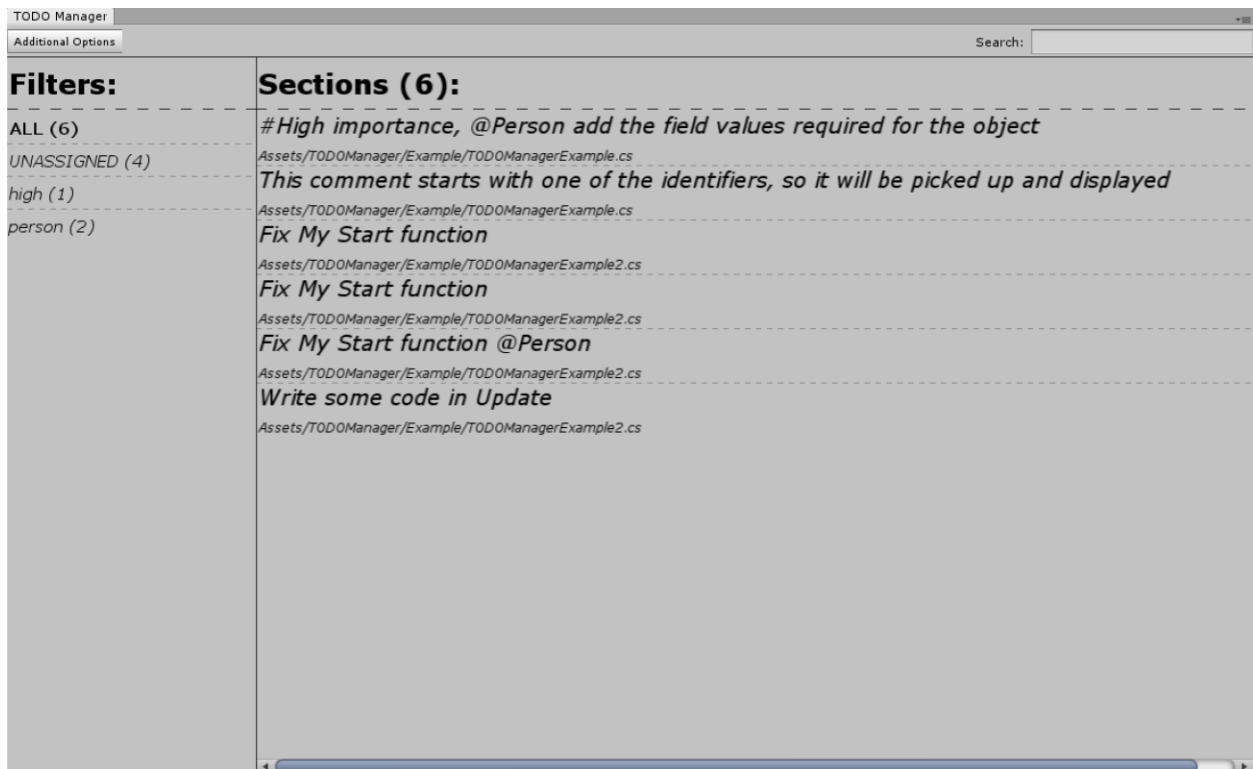 TODO Manager
Additional Options
Search:
Filters:
ALL (6)
UNASSIGNED (4)
high (1)
person (2)
Sections (6):
#High importance, @Person add the field values required for the object
Assets/TODOManager/Example/TODOManagerExample.cs
This comment starts with one of the identifiers, so it will be picked up and displayed
Assets/TODOManager/Example/TODOManagerExample.cs
Fix My Start function
Assets/TODOManager/Example/TODOManagerExample2.cs
Fix My Start function
Assets/TODOManager/Example/TODOManagerExample2.cs
Fix My Start function @Person
Assets/TODOManager/Example/TODOManagerExample2.cs
Write some code in Update
Assets/TODOManager/Example/TODOManagerExample2.cs